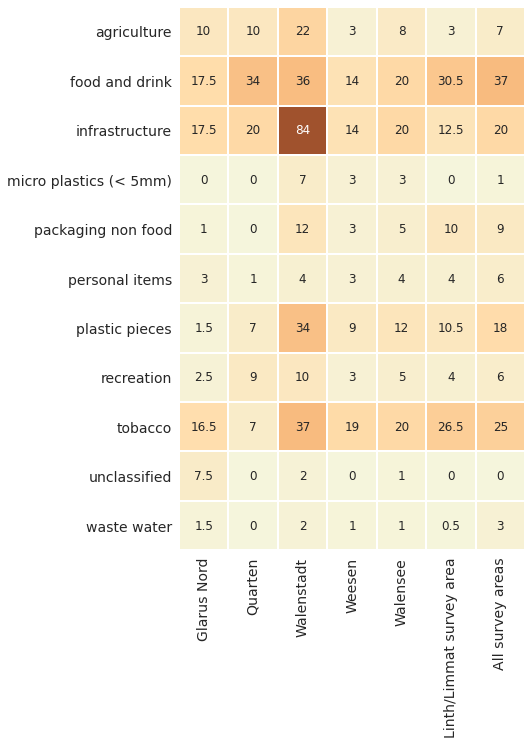 agriculture 10 10 22 3 8 3 7
food and drink 17.5 34 36 14 20 30.5 37
infrastructure 17.5 20 84 14 20 12.5 20
micro plastics (< 5mm) 0 0 7 3 3 0 1
packaging non food 1 0 12 3 5 10 9
personal items 3 1 4 3 4 4 6
plastic pieces 1.5 7 34 9 12 10.5 18
recreation 2.5 9 10 3 5 4 6
tobacco 16.5 7 37 19 20 26.5 25
unclassified 7.5 0 2 0 1 0 0
waste water 1.5 0 2 1 1 0.5 3
Glarus Nord
Quarten
Walenstadt
Weesen
Walensee
Linth/Limmat survey area
All survey areas